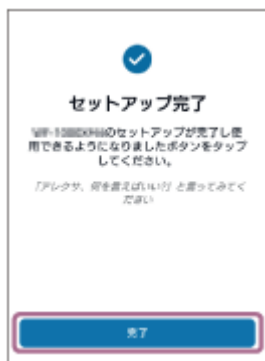 セットアップ完了
のセットアップが完了し使
用できるようになりましたボタンをタップ
してください。
「アレクサ、何を言えばいい?」と言ってみてく
ださい
完了